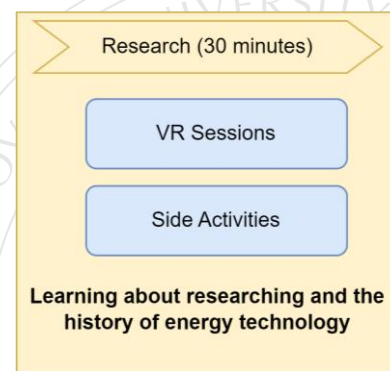 Research (30 minutes)
VR Sessions
Side Activities
Learning about researching and the
history of energy technology